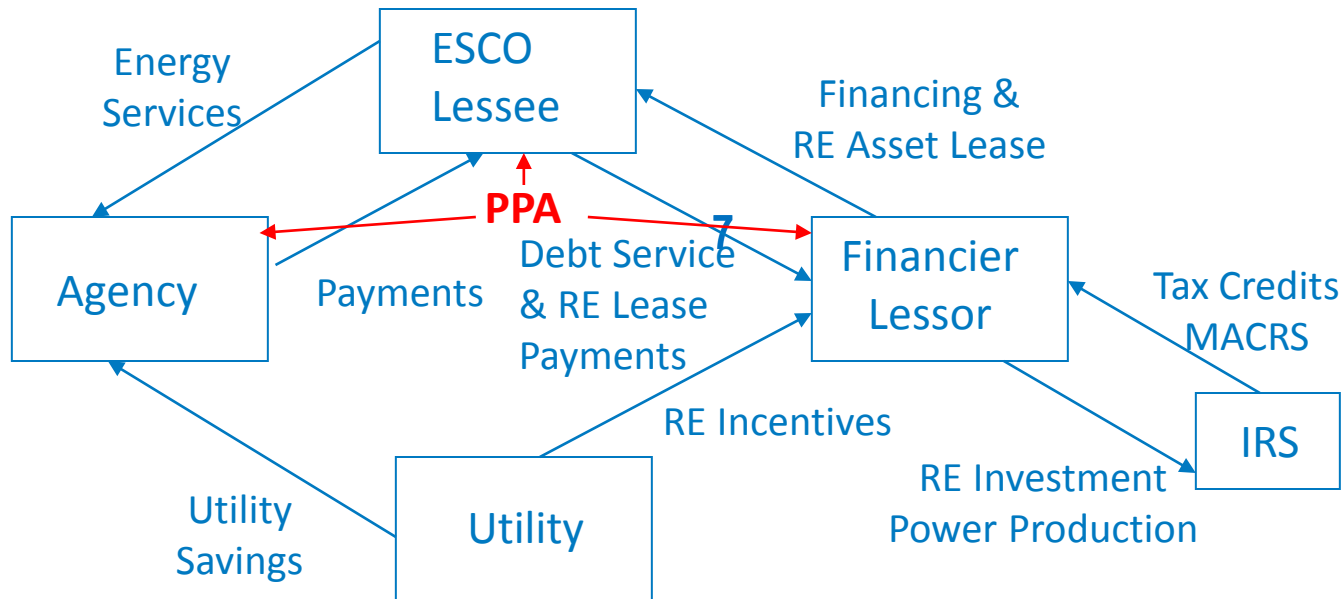 ESCO
Lessee
Energy
Services
Financing &
RE Asset Lease
PPA
7
Agency
Payments
Debt Service
& RE Lease
Payments
Financier
Lessor
Tax Credits
MACRS
RE Incentives
IRS
RE Investment
Power Production
Utility
Savings
Utility